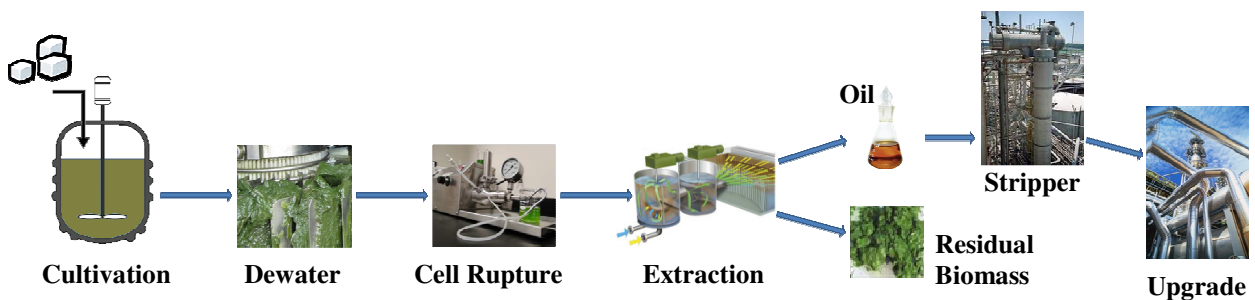 Oil
Stripper
Cultivation
Dewater
Cell Rupture
Extraction
Residual
Biomass
Upgrade